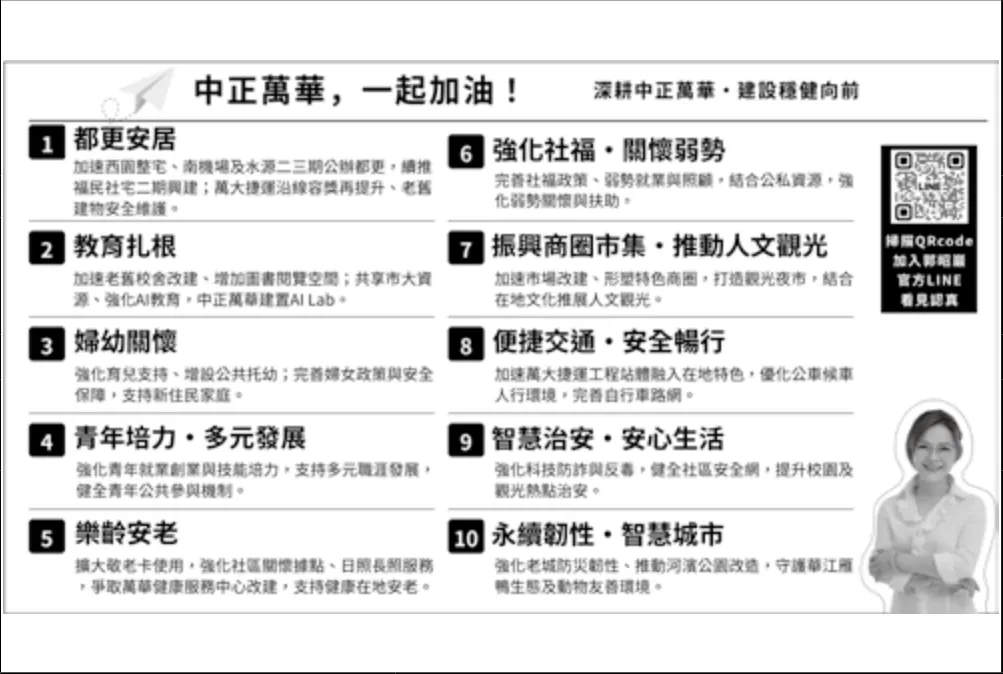 中正萬華，一起加油！
深耕中正萬華・建設穩健向前
1 都更安居
加速西園整宅、南機場及水源二三期公辦都更，續推
福民社宅二期興建；萬大捷運沿線容獎再提升、老舊
建物安全維護。
2 教育扎根
加速老舊校舍改建、增加圖書閱覽空間；共享市大資
源、強化AI教育，中正萬華建置AI Lab。
3 婦幼關懷
強化育兒支持、增設公共托幼；完善婦女政策與安全
保障，支持新住民家庭。
4 青年培力・多元發展
強化青年就業創業與技能培力，支持多元職涯發展，
健全青年公共參與機制。
5 樂齡安老
擴大敬老卡使用，強化社區關懷據點、日照長照服務
，爭取萬華健康服務中心改建，支持健康在地安老。
6 強化社福・關懷弱勢
完善社福政策、弱勢就業與照顧，結合公私資源，強
化弱勢關懷與扶助。
7 振興商圈市集・推動人文觀光
加速市場改建、形塑特色商圈，打造觀光夜市，結合
在地文化推展人文觀光。
8 便捷交通・安全暢行
加速萬大捷運工程站體融入在地特色，優化公車候車
人行環境，完善自行車路網。
9 智慧治安・安心生活
強化科技防詐與反毒，健全社區安全網，提升校園及
觀光熱點治安。
10 永續韌性・智慧城市
強化老城防災韌性、推動河濱公園改造，守護華江雁
鴨生態及動物友善環境。
LINE
掃描QRcode
加入郭昭巖
官方LINE
看見認真